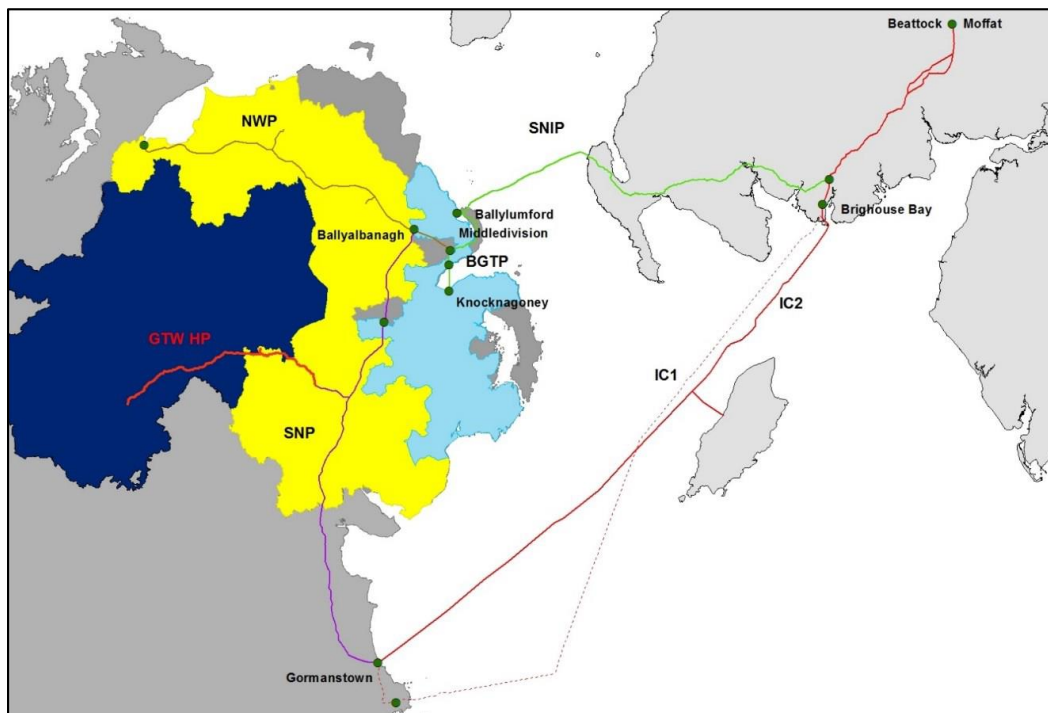 Beattock Moffat
NWP
SNIP
Ballylumford
Brighouse Bay
Ballyalbanagh Middledivision
BGTP
Knocknagoney
IC2
GTW HP
IC1
SNP
Gormanstown